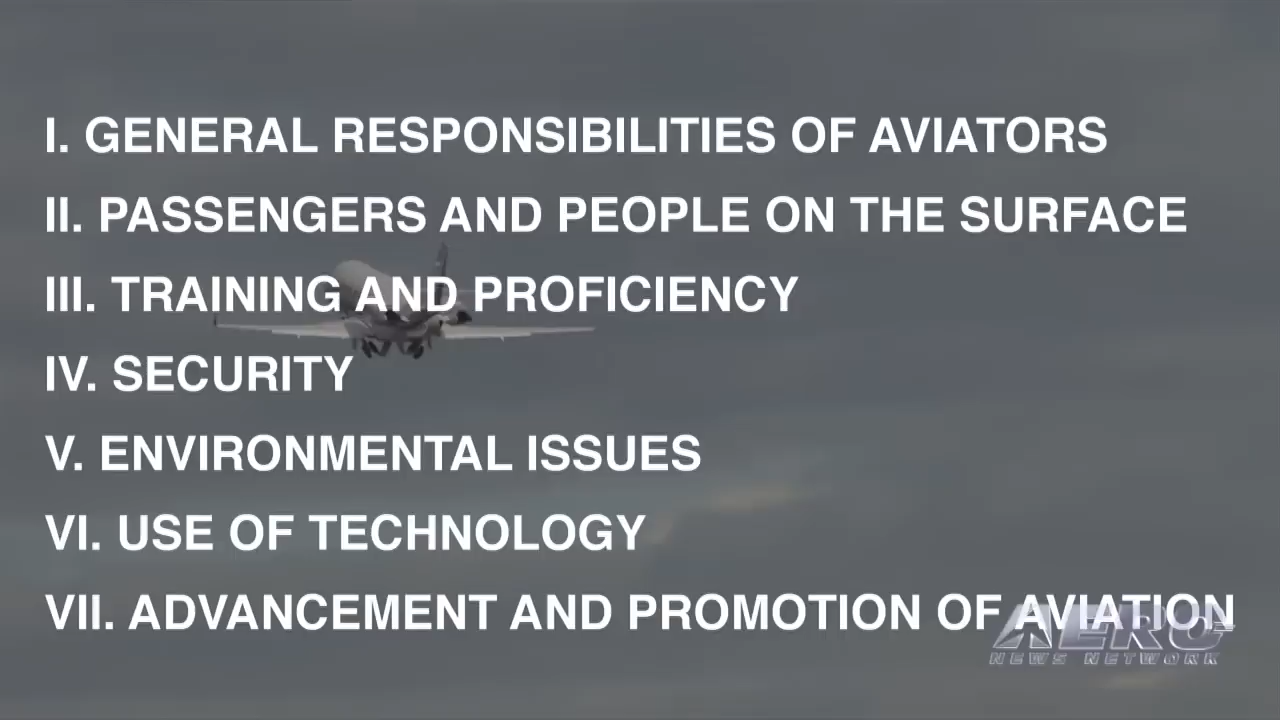 I. GENERAL RESPONSIBILITIES OF AVIATORS
II. PASSENGERS AND PEOPLE ON THE SURFACE
III. TRAINING AND PROFICIENCY
IV. SECURITY
V. ENVIRONMENTAL ISSUES
VI. USE OF TECHNOLOGY
VII. ADVANCEMENT AND PROMOTION OF AVIATION
AERO
NEWS NETWORK